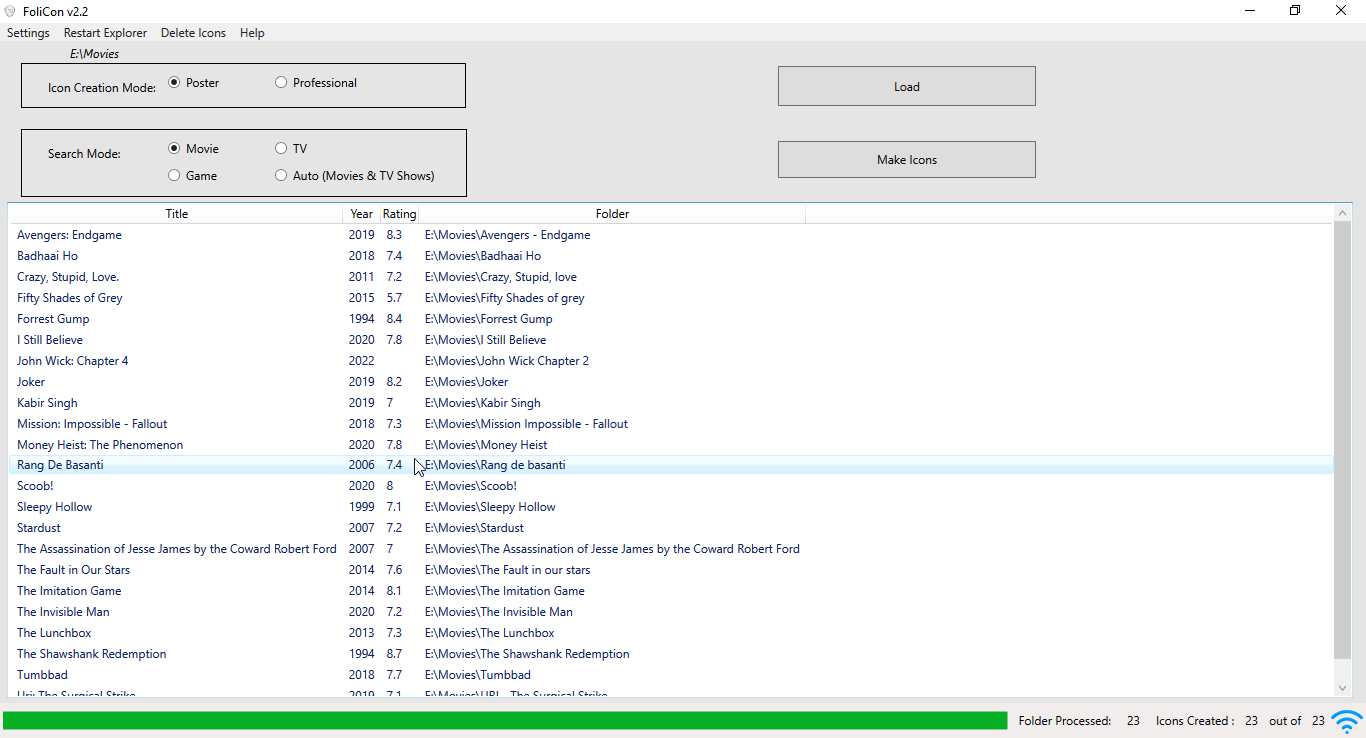 FoliCon v2.2
Settings Restart Explorer Delete Icons Help
E:\Movies
Icon Creation Mode: Poster Professional
Load
Search Mode: Movie TV
Game Auto (Movies & TV Shows)
Make Icons
Title Year Rating Folder
Avengers: Endgame 2019 8.3 E:\Movies\Avengers - Endgame
Badhaai Ho 2018 7.4 E:\Movies\Badhaai Ho
Crazy, Stupid, Love. 2011 7.2 E:\Movies\Crazy, Stupid, love
Fifty Shades of Grey 2015 5.7 E:\Movies\Fifty Shades of grey
Forrest Gump 1994 8.4 E:\Movies\Forrest Gump
I Still Believe 2020 7.8 E:\Movies\I Still Believe
John Wick: Chapter 4 2022 E:\Movies\John Wick Chapter 2
Joker 2019 8.2 E:\Movies\Joker
Kabir Singh 2019 7 E:\Movies\Kabir Singh
Mission: Impossible - Fallout 2018 7.3 E:\Movies\Mission Impossible - Fallout
Money Heist: The Phenomenon 2020 7.8 E:\Movies\Money Heist
Rang De Basanti 2006 7.4 E:\Movies\Rang de basanti
Scoob! 2020 8 E:\Movies\Scoob!
Sleepy Hollow 1999 7.1 E:\Movies\Sleepy Hollow
Stardust 2007 7.2 E:\Movies\Stardust
The Assassination of Jesse James by the Coward Robert Ford 2007 7 E:\Movies\The Assassination of Jesse James by the Coward Robert Ford
The Fault in Our Stars 2014 7.6 E:\Movies\The Fault in our stars
The Imitation Game 2014 8.1 E:\Movies\The Imitation Game
The Invisible Man 2020 7.2 E:\Movies\The Invisible Man
The Lunchbox 2013 7.3 E:\Movies\The Lunchbox
The Shawshank Redemption 1994 8.7 E:\Movies\The Shawshank Redemption
Tumbbad 2018 7.7 E:\Movies\Tumbbad
Uri: The Surgical Strike 2019 7.1 E:\Movies\URI - The Surgical Strike
Folder Processed: 23 Icons Created : 23 out of 23